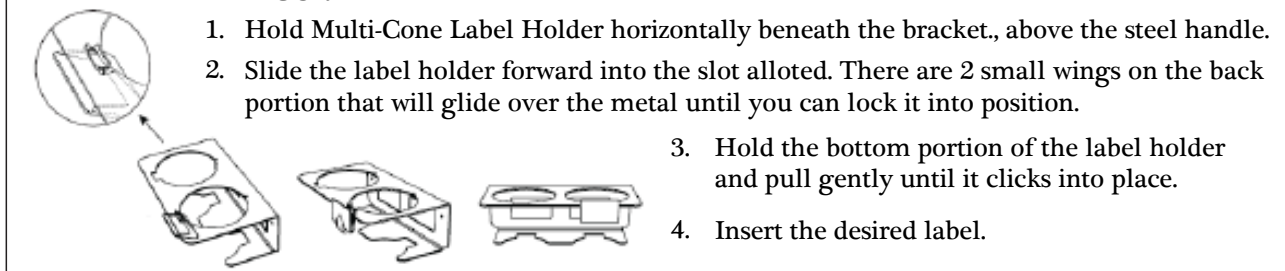 1. Hold Multi-Cone Label Holder horizontally beneath the bracket., above the steel handle.
2. Slide the label holder forward into the slot alloted. There are 2 small wings on the back
portion that will glide over the metal until you can lock it into position.
3. Hold the bottom portion of the label holder
and pull gently until it clicks into place.
4. Insert the desired label.